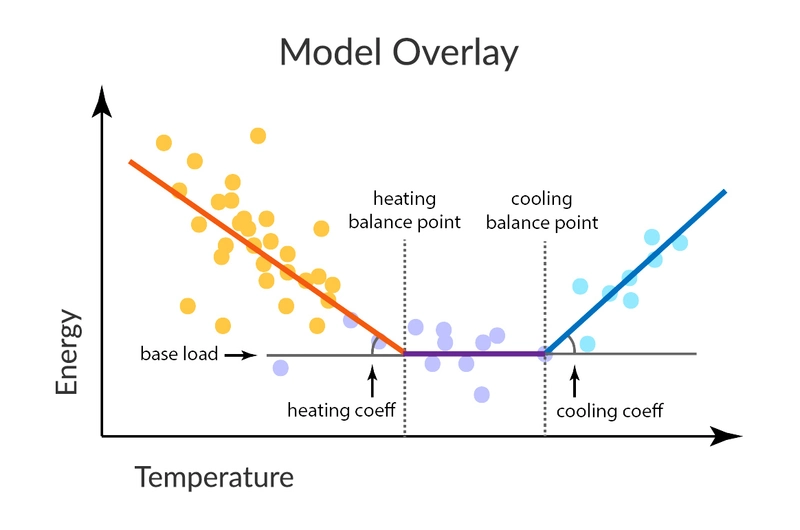 Model Overlay
heating
balance point
cooling
balance point
Energy
base load
heating coeff
cooling coeff
Temperature